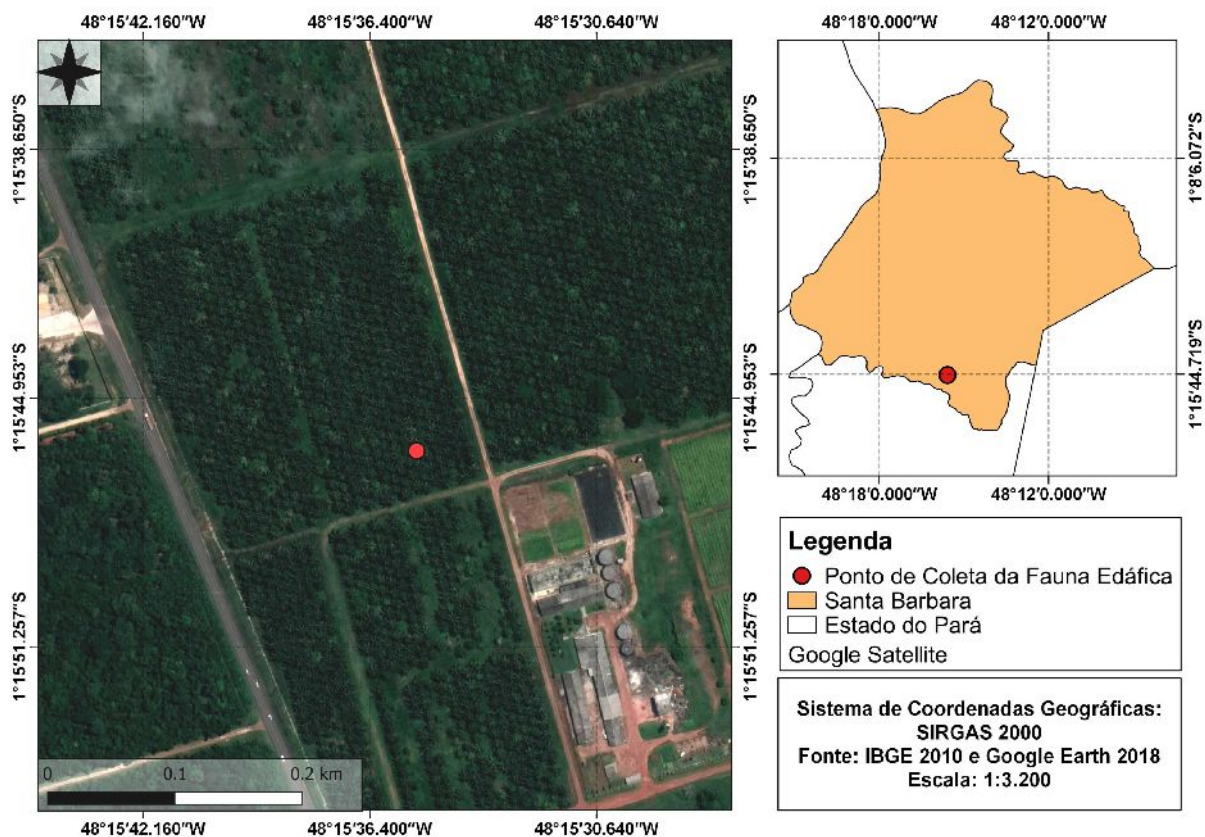 48°15'42.160"W
48°15'36.400"W
48°15'30.640"W
1°15'38.650"S
1°15'44.953"S
1°15'51.257"S
1°15'38.650"S
1°15'44.953"S
1°15'51.257"S
0
0.1
0.2 km
48°15'42.160"W
48°15'36.400"W
48°15'30.640"W
48°18'0.000"W
48°12'0.000"W
1°8'6.072"S
1°15'44.719"S
48°18'0.000"W
48°12'0.000"W
Legenda
Ponto de Coleta da Fauna Edáfica
Santa Barbara
Estado do Pará
Google Satellite
Sistema de Coordenadas Geográficas:
SIRGAS 2000
Fonte: IBGE 2010 e Google Earth 2018
Escala: 1:3.200